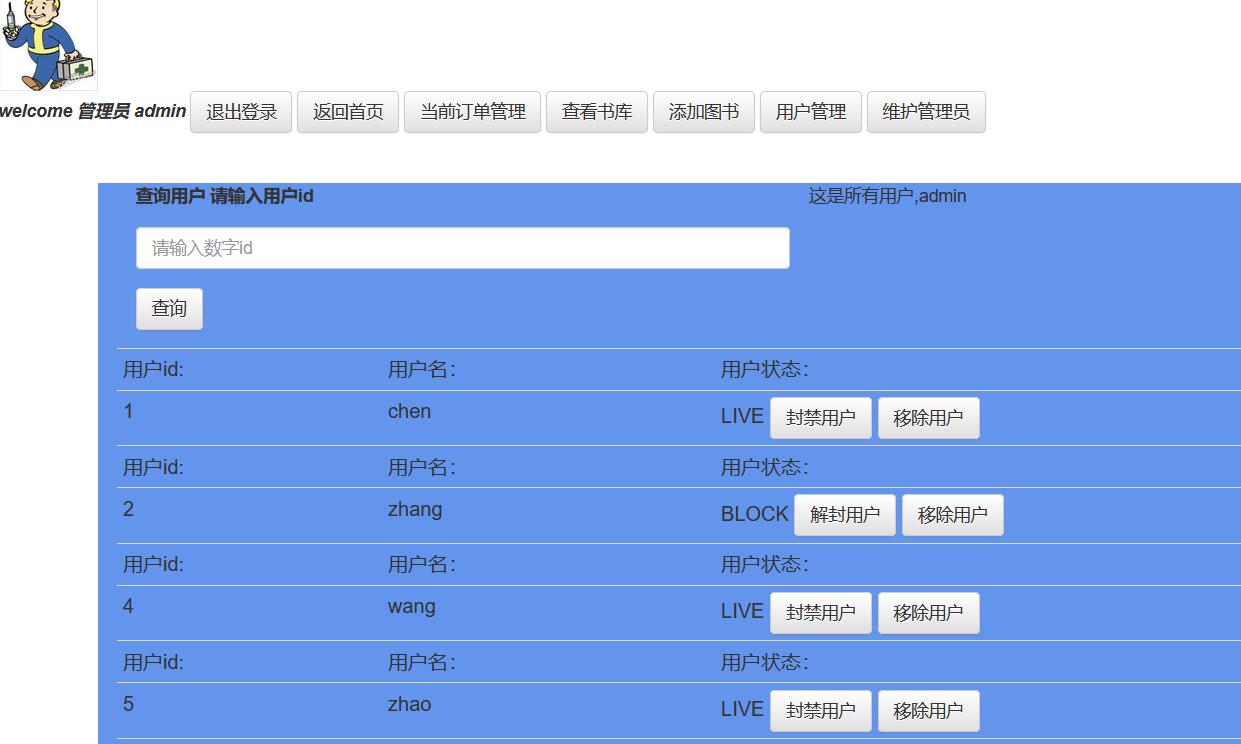 welcome 管理员 admin 退出登录 返回首页 当前订单管理 查看书库 添加图书 用户管理 维护管理员
查询用户 请输入用户id 这是所有用户,admin
请输入数字id
查询
用户id: 用户名: 用户状态:
1 chen LIVE 封禁用户 移除用户
用户id: 用户名: 用户状态:
2 zhang BLOCK 解封用户 移除用户
用户id: 用户名: 用户状态:
4 wang LIVE 封禁用户 移除用户
用户id: 用户名: 用户状态:
5 zhao LIVE 封禁用户 移除用户